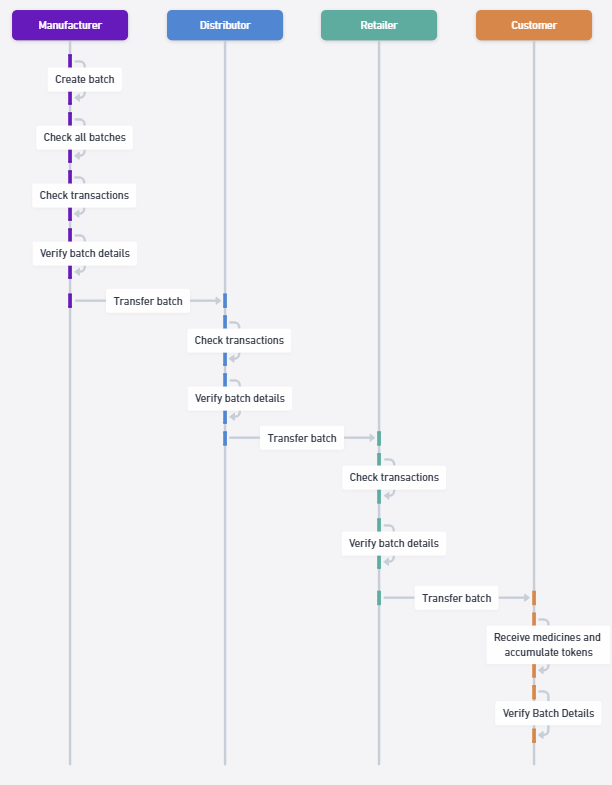 Manufacturer
Distributor
Retailer
Customer
Create batch
Check all batches
Check transactions
Verify batch details
Transfer batch
Check transactions
Verify batch details
Transfer batch
Check transactions
Verify batch details
Transfer batch
Receive medicines and
accumulate tokens
Verify Batch Details